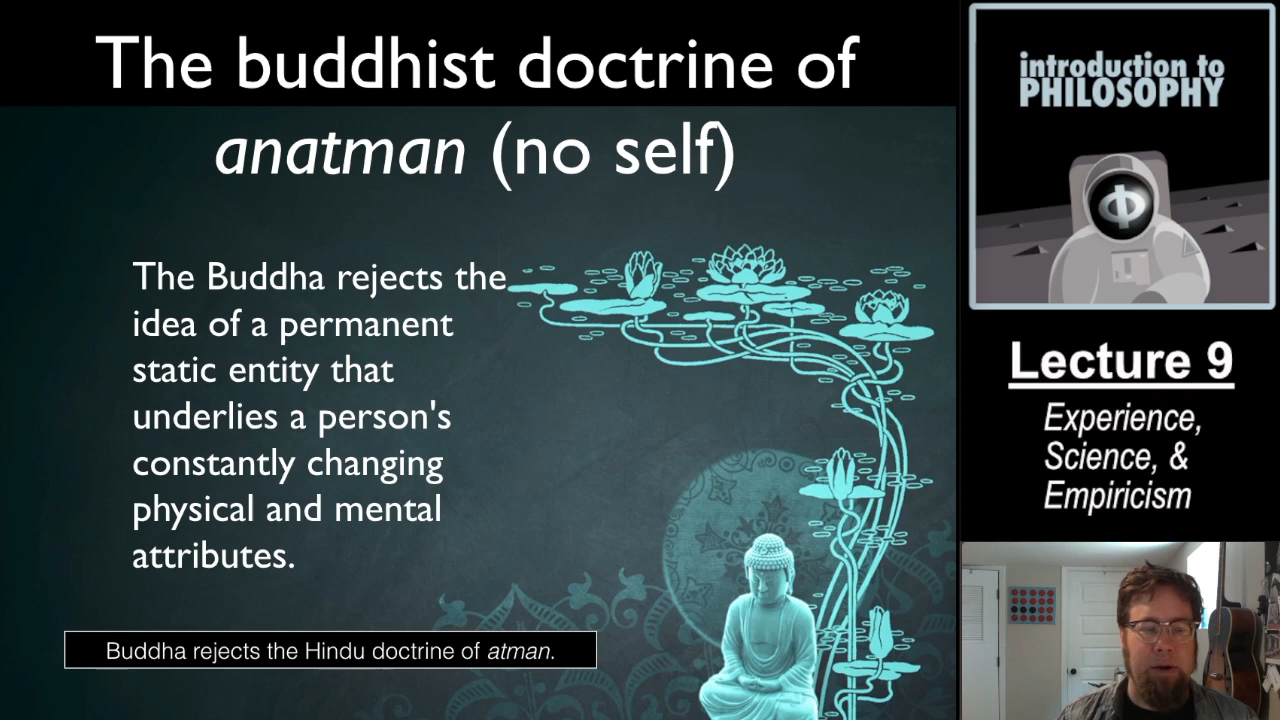 The buddhist doctrine of
anatman (no self)
The Buddha rejects the
idea of a permanent
static entity that
underlies a person's
constantly changing
physical and mental
attributes.
Buddha rejects the Hindu doctrine of atman.
introduction to
PHILOSOPHY
Φ
Lecture 9
Experience,
Science, &
Empiricism